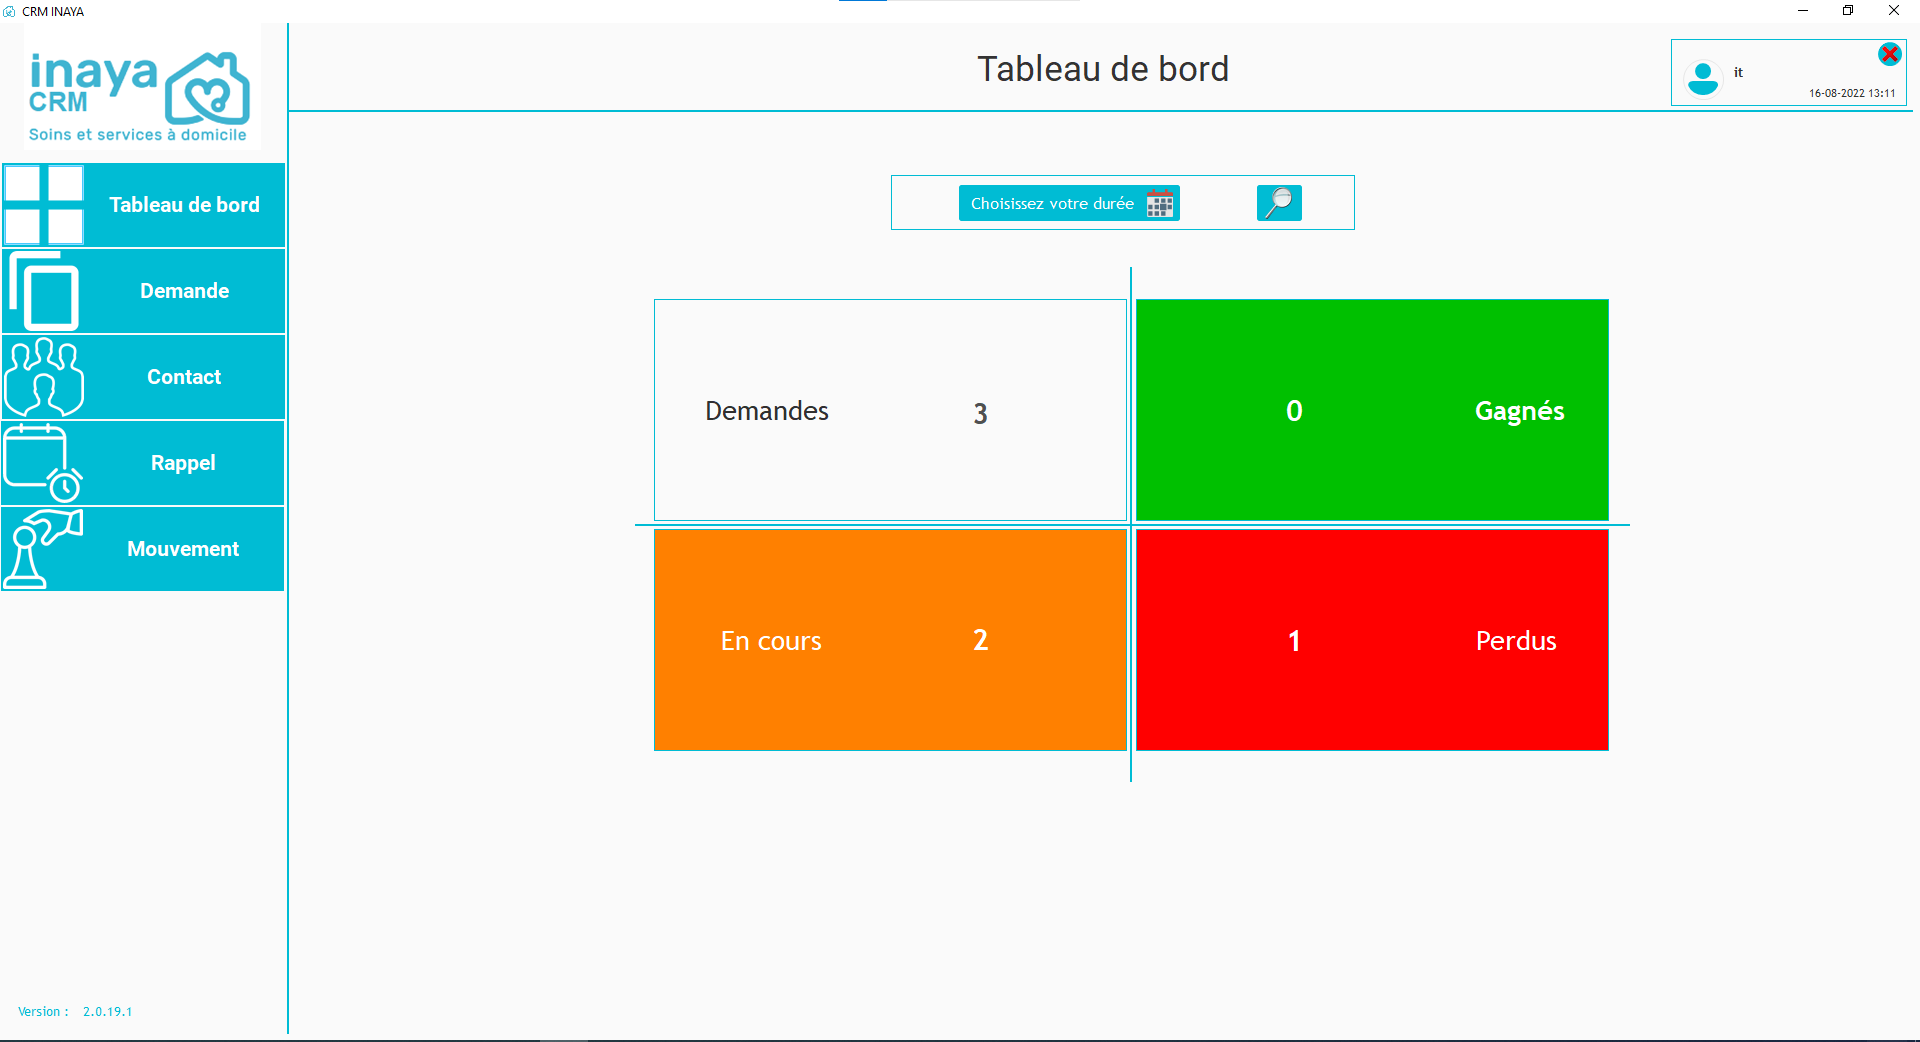 CRM INAYA
inaya
CRM
Soins et services à domicile
Tableau de bord
it
16-08-2022 13:11
Tableau de bord
Demande
Contact
Rappel
Mouvement
Choisissez votre durée
Demandes 3
0 Gagnés
En cours 2
1 Perdus
Version : 2.0.19.1